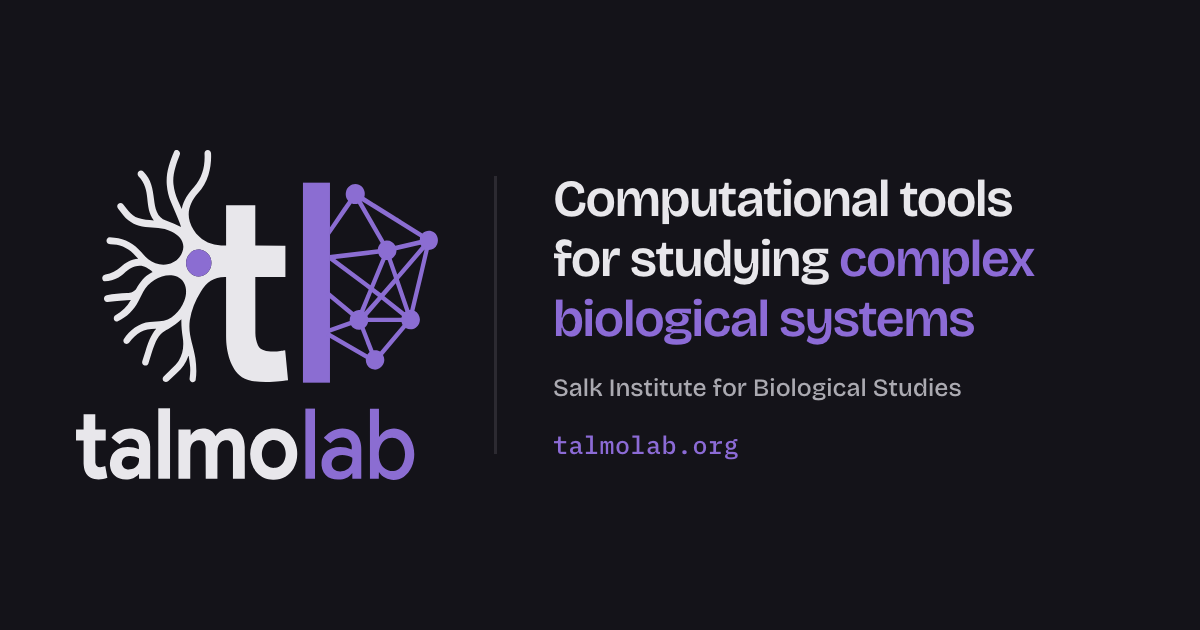 tl
talmolab
Computational tools
for studying complex
biological systems
Salk Institute for Biological Studies
talmolab.org